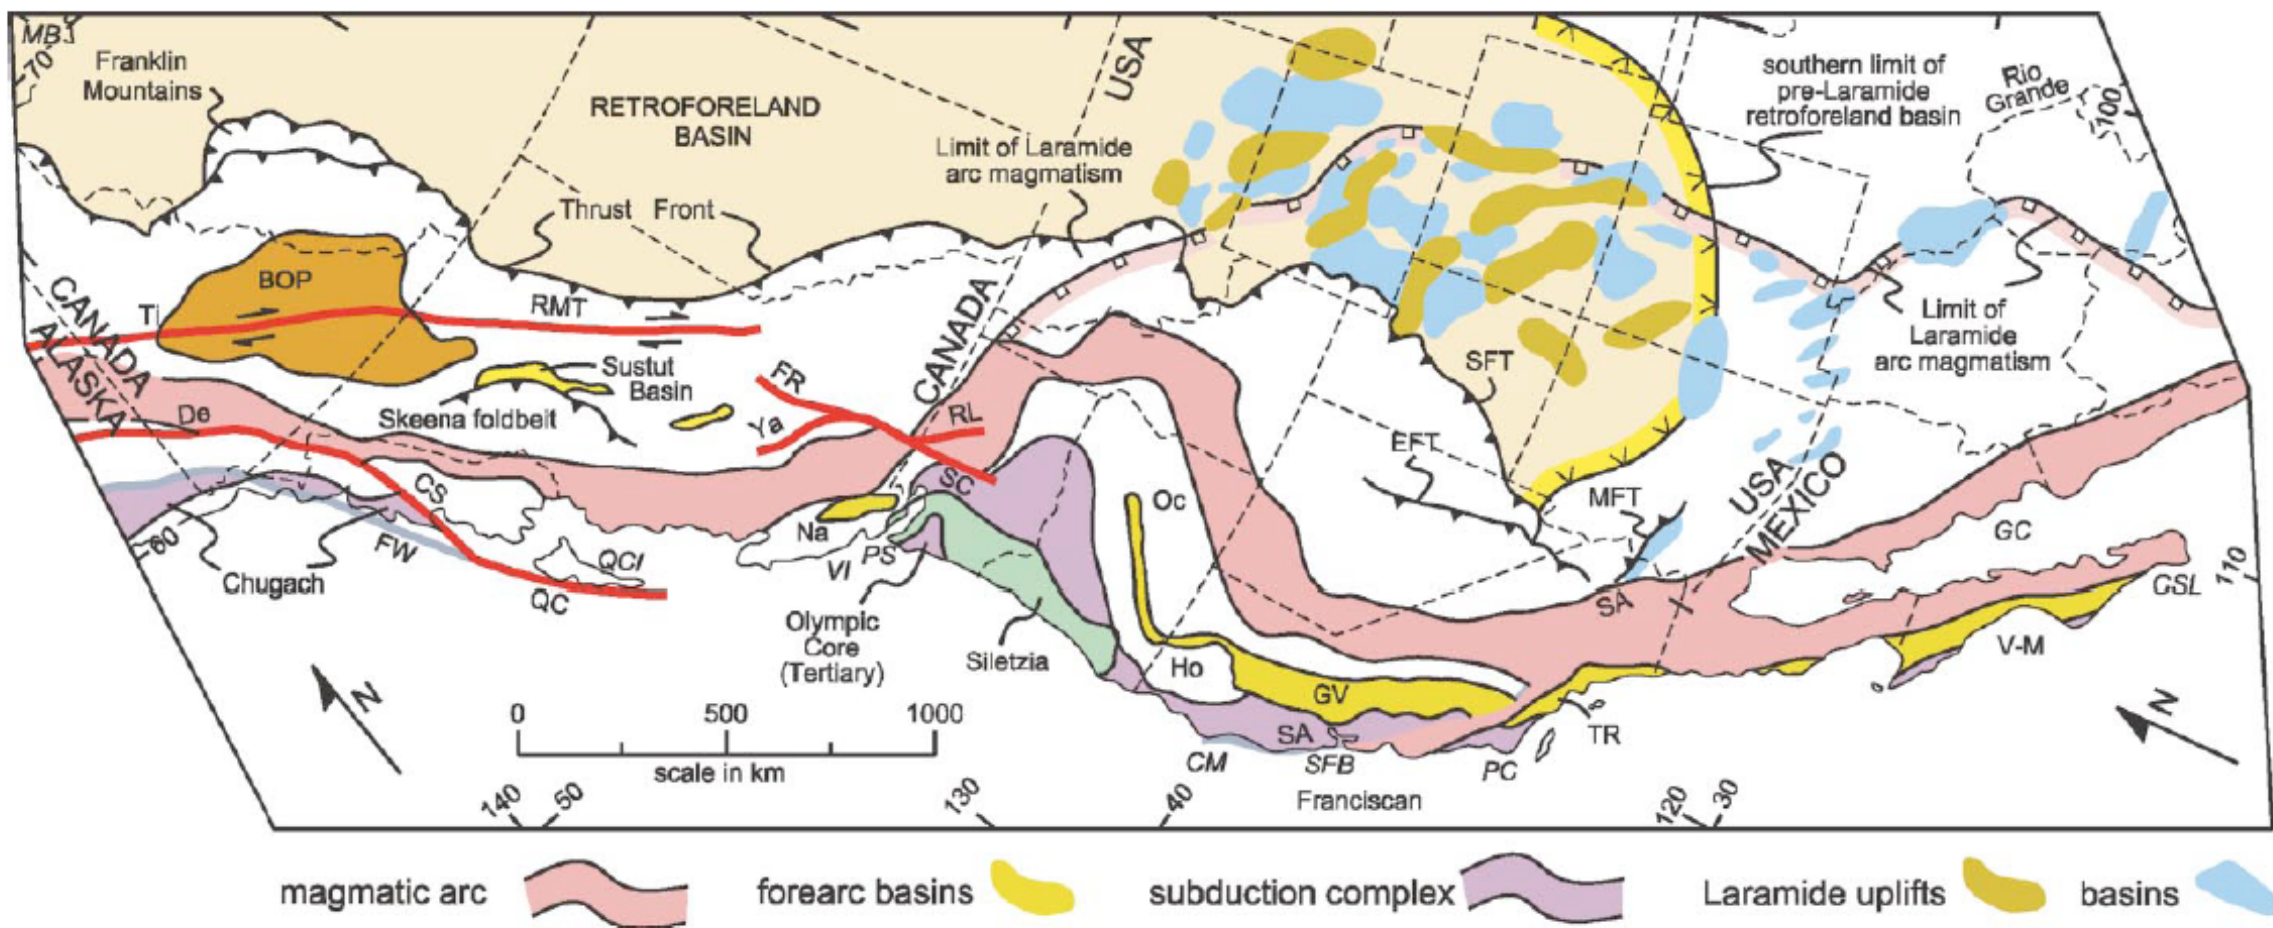 MB
70
Franklin
Mountains
RETROFORELAND
BASIN
USA
Limit of Laramide
arc magmatism
southern limit of
pre-Laramide
retroforeland basin
Rio
Grande
100
Thrust Front
BOP
Ti
RMT
CANADA
ALASKA
Sustut
Basin
Skeena foldbelt
De
FR
Ya
RL
CANADA
SFT
EFT
MFT
USA
MEXICO
Limit of
Laramide
arc magmatism
CS
FW
60
Chugach
QCI
QC
Na
VI
PS
SC
Oc
SA
GC
110
CSL
V-M
Olympic
Core
(Tertiary)
Siletzia
Ho
GV
SA
TR
CM
SFB
PC
Franciscan
N
N
0 500 1000
scale in km
140
50
130
40
120
30
magmatic arc
forearc basins
subduction complex
Laramide uplifts
basins